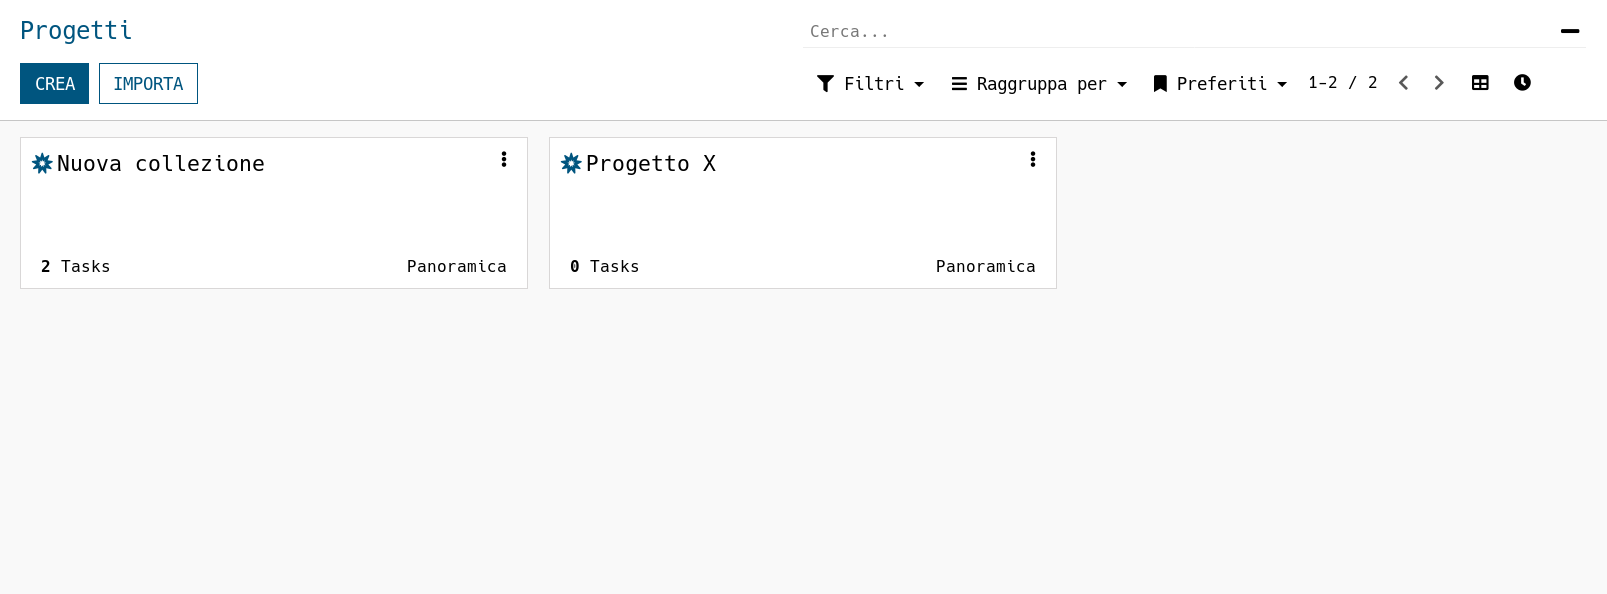 Progetti
Cerca...
CREA IMPORTA
Filtri Raggruppa per Preferiti 1-2 / 2
Nuova collezione
2 Tasks Panoramica
Progetto X
0 Tasks Panoramica